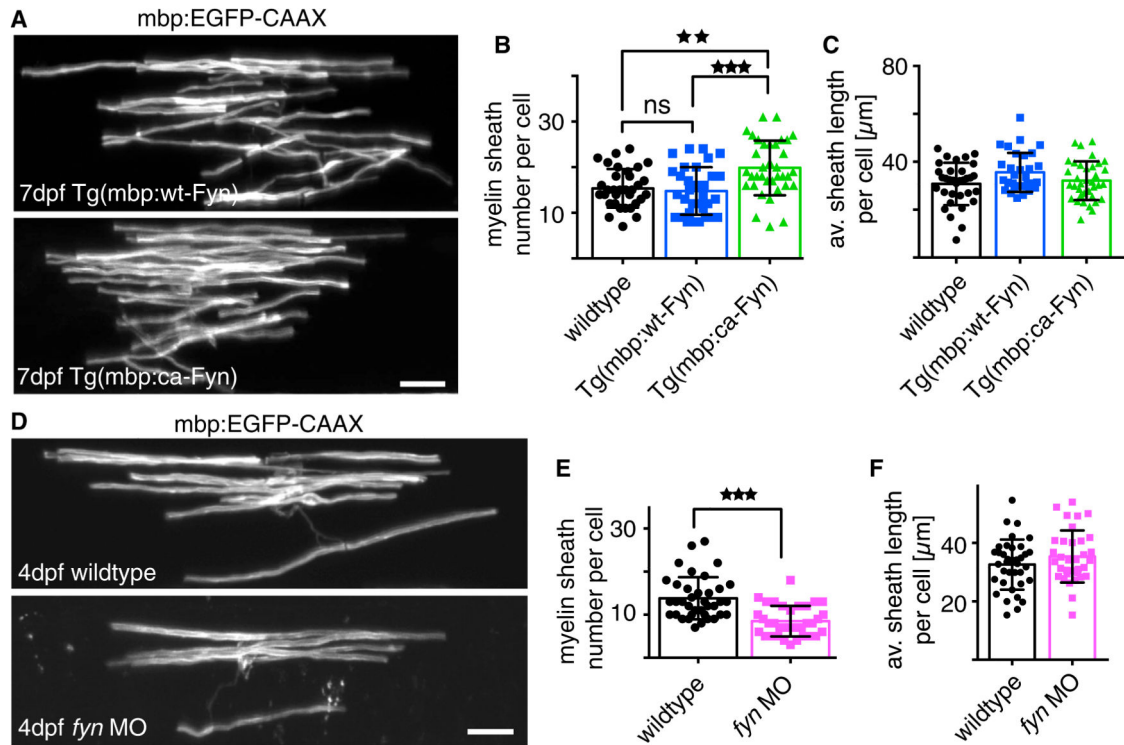 A
mbp:EGFP-CAAX
7dpf Tg(mbp:wt-Fyn)
7dpf Tg(mbp:ca-Fyn)
B
myelin sheath
number per cell
30
10
ns
★★
★★★
wildtype
Tg(mbp:wt-Fyn)
Tg(mbp:ca-Fyn)
C
av. sheath length
per cell [µm]
80
40
wildtype
Tg(mbp:wt-Fyn)
Tg(mbp:ca-Fyn)
D
mbp:EGFP-CAAX
4dpf wildtype
4dpf fyn MO
E
myelin sheath
number per cell
30
10
★★★
wildtype
fyn MO
F
av. sheath length
per cell [µm]
60
40
20
wildtype
fyn MO